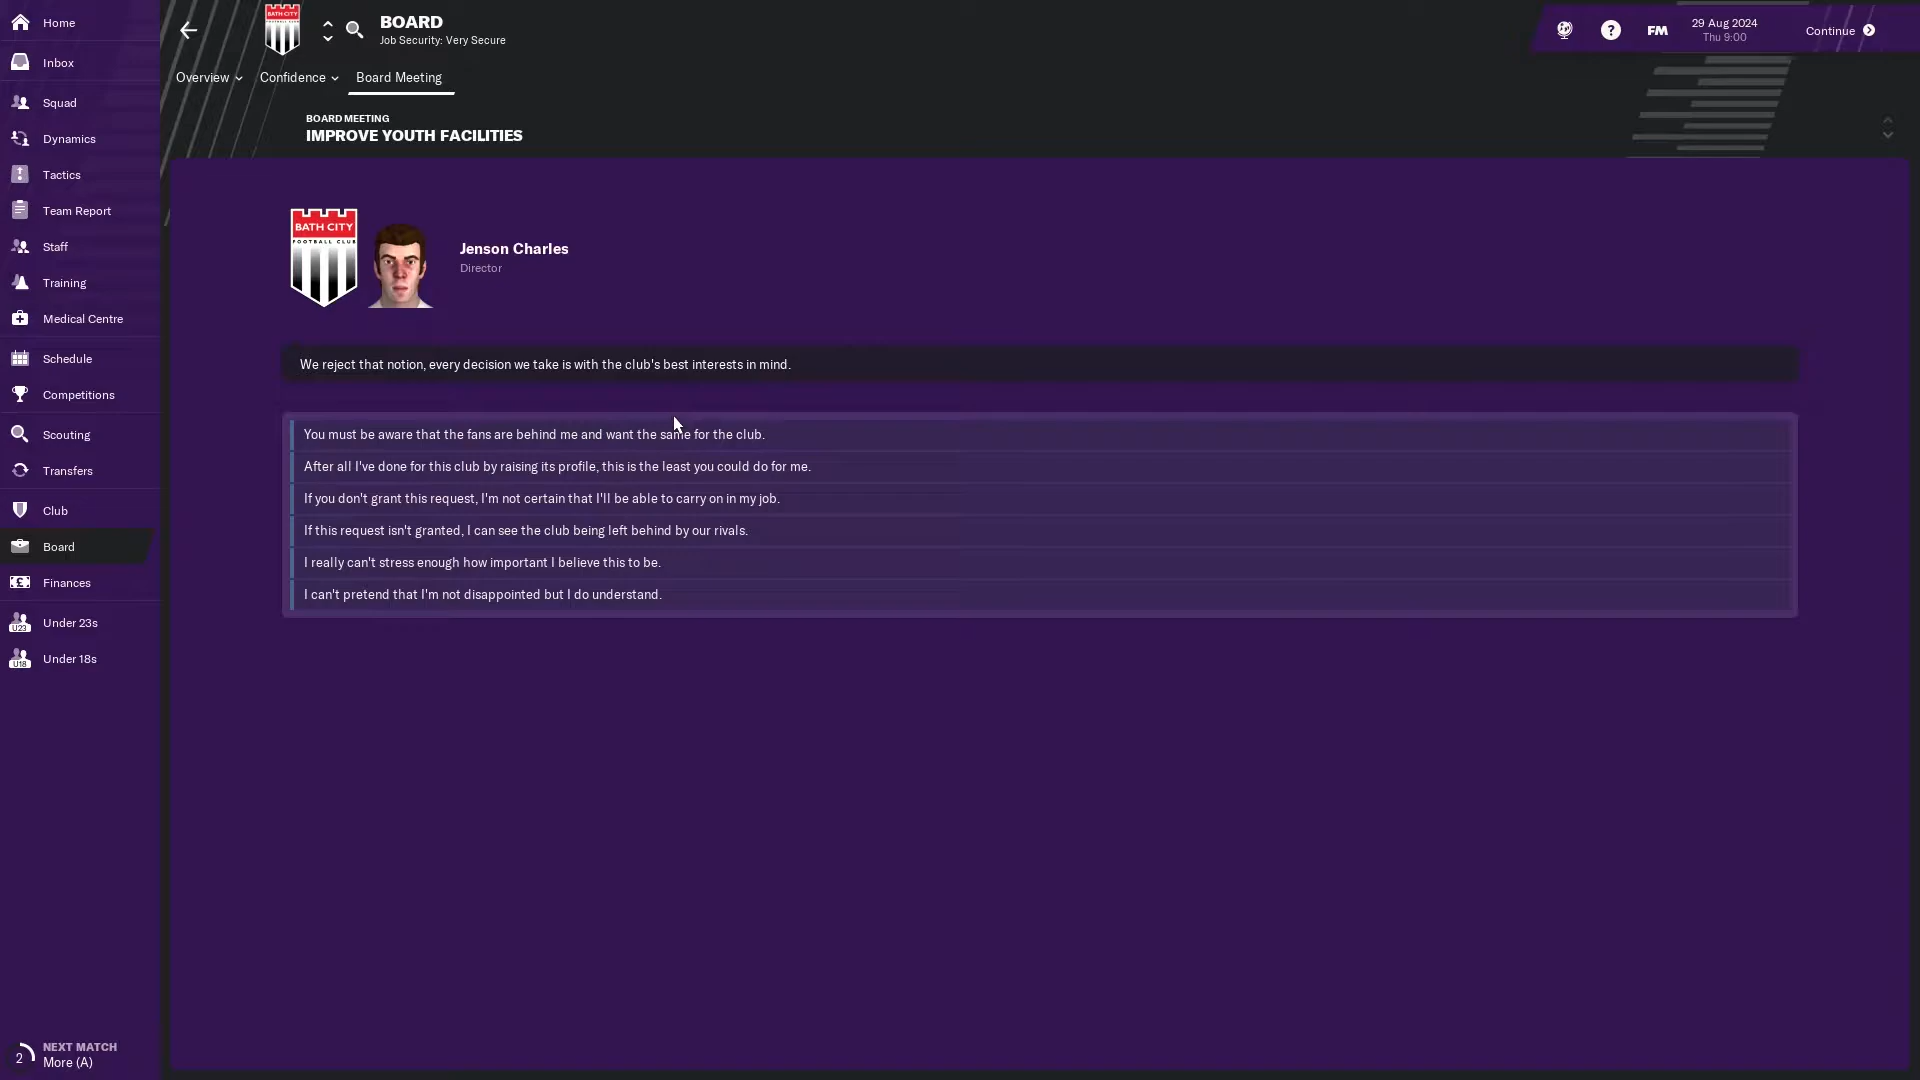 Home
Inbox
Squad
Dynamics
Tactics
Team Report
Staff
Training
Medical Centre
Schedule
Competitions
Scouting
Transfers
Club
Board
Finances
U23
Under 23s
U18
Under 18s
2
NEXT MATCH
More (A)
BATH CITY
FOOTBALL CLUB
BOARD
Job Security: Very Secure
?
FM
29 Aug 2024
Thu 9:00
Continue
Overview
Confidence
Board Meeting
BOARD MEETING
IMPROVE YOUTH FACILITIES
BATH CITY
FOOTBALL CLUB
Jenson Charles
Director
We reject that notion, every decision we take is with the club's best interests in mind.
You must be aware that the fans are behind me and want the same for the club.
After all I've done for this club by raising its profile, this is the least you could do for me.
If you don't grant this request, I'm not certain that I'll be able to carry on in my job.
If this request isn't granted, I can see the club being left behind by our rivals.
I really can't stress enough how important I believe this to be.
I can't pretend that I'm not disappointed but I do understand.